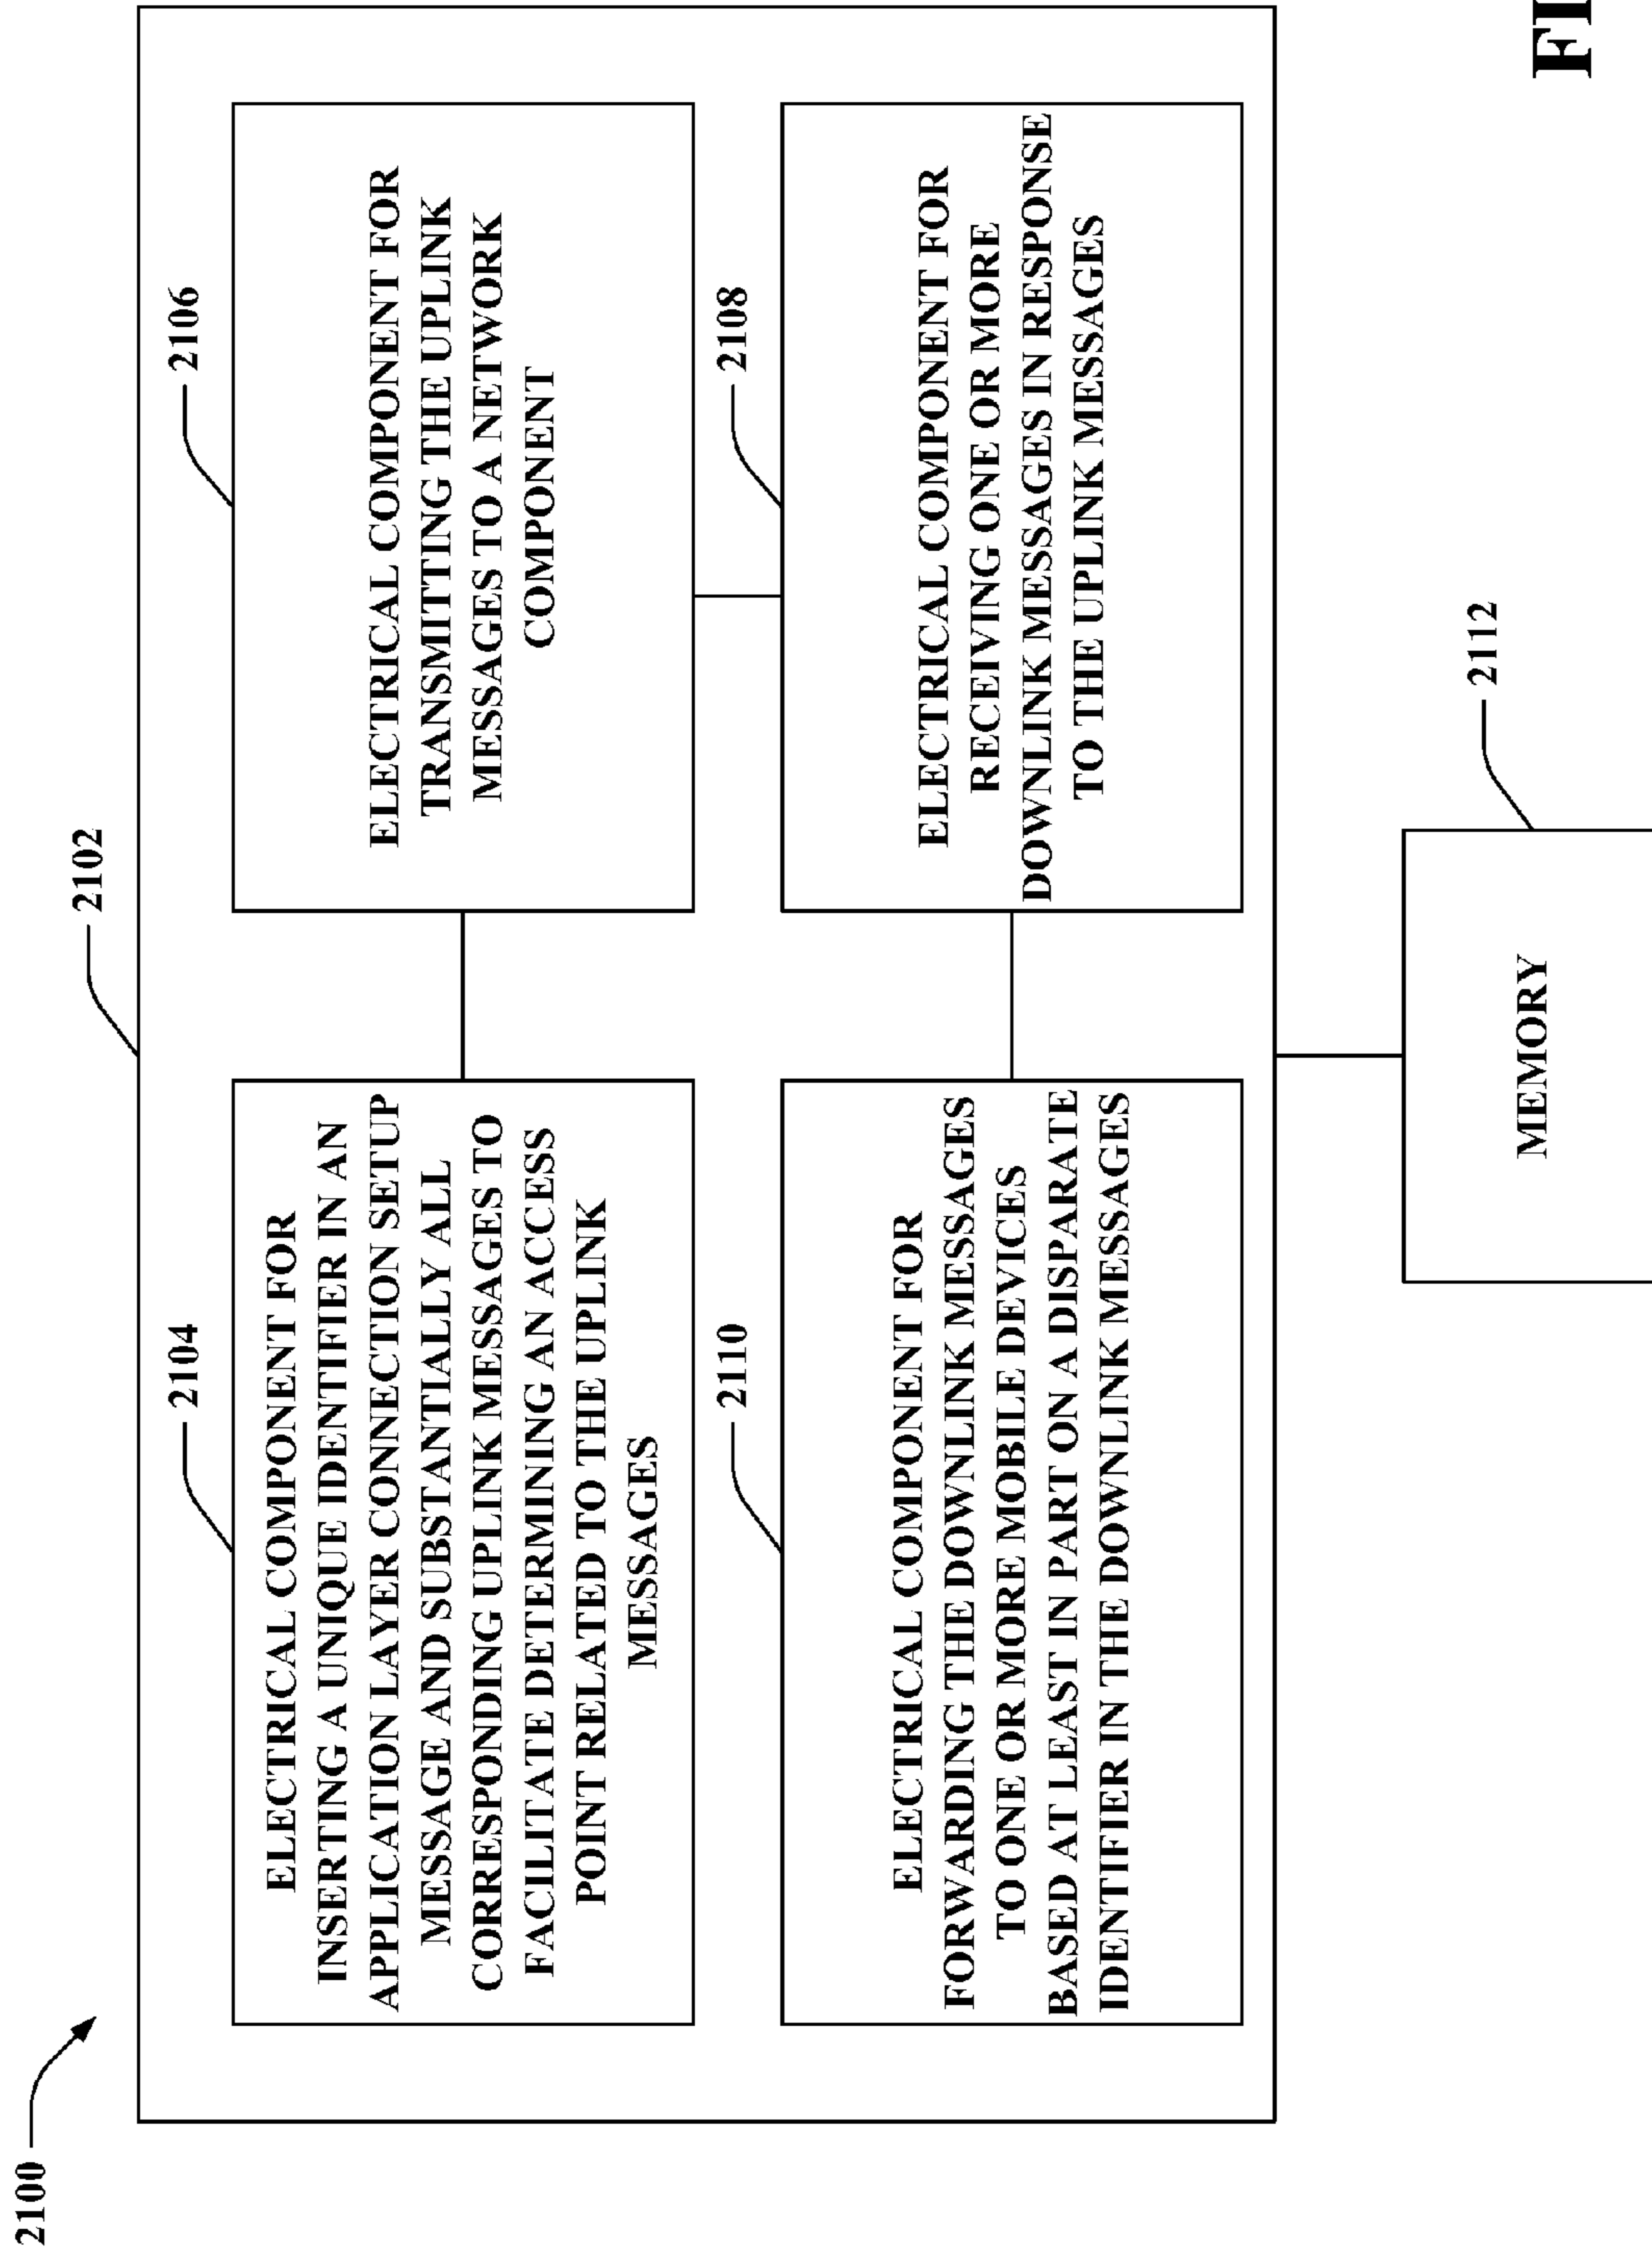 2100
2102
2104
ELECTRICAL COMPONENT FOR
INSERTING A UNIQUE IDENTIFIER IN AN
APPLICATION LAYER CONNECTION SETUP
MESSAGE AND SUBSTANTIALLY ALL
CORRESPONDING UPLINK MESSAGES TO
FACILITATE DETERMINING AN ACCESS
POINT RELATED TO THE UPLINK
MESSAGES
2106
ELECTRICAL COMPONENT FOR
TRANSMITTING THE UPLINK
MESSAGES TO A NETWORK
COMPONENT
2110
ELECTRICAL COMPONENT FOR
FORWARDING THE DOWNLINK MESSAGES
TO ONE OR MORE MOBILE DEVICES
BASED AT LEAST IN PART ON A DISPARATE
IDENTIFIER IN THE DOWNLINK MESSAGES
2108
ELECTRICAL COMPONENT FOR
RECEIVING ONE OR MORE
DOWNLINK MESSAGES IN RESPONSE
TO THE UPLINK MESSAGES
2112
MEMORY